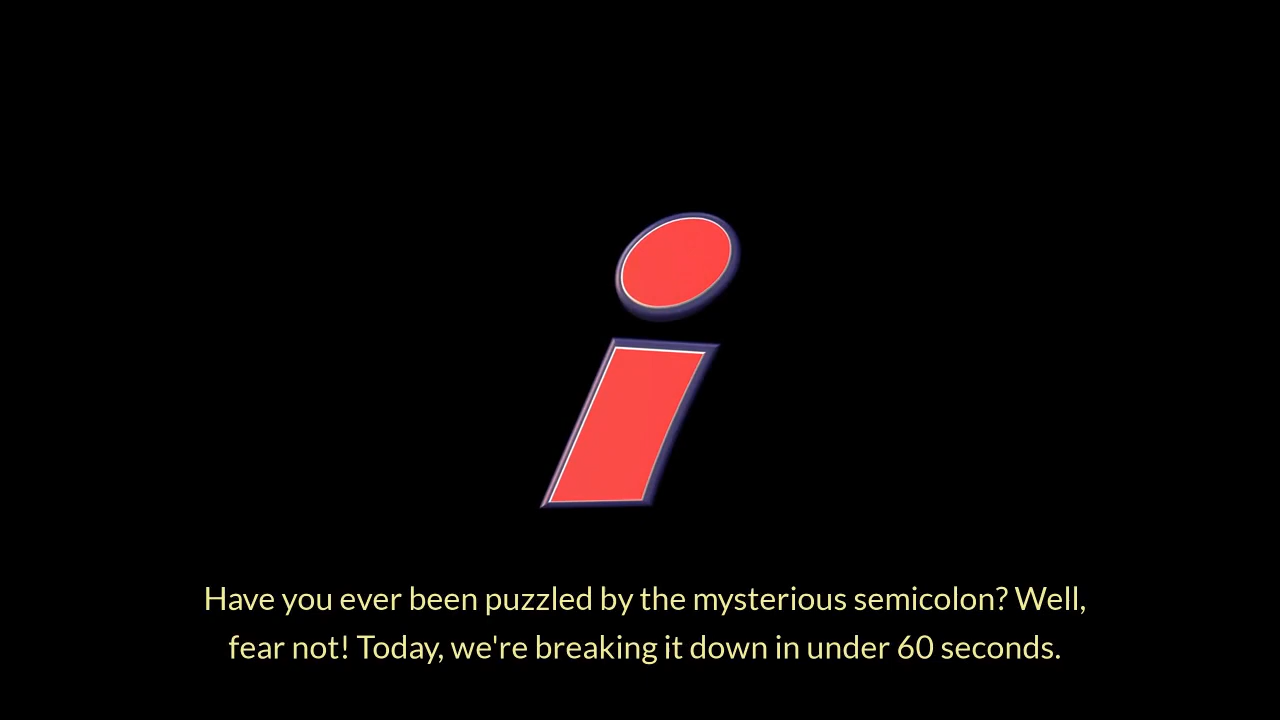 Have you ever been puzzled by the mysterious semicolon? Well,
fear not! Today, we're breaking it down in under 60 seconds.